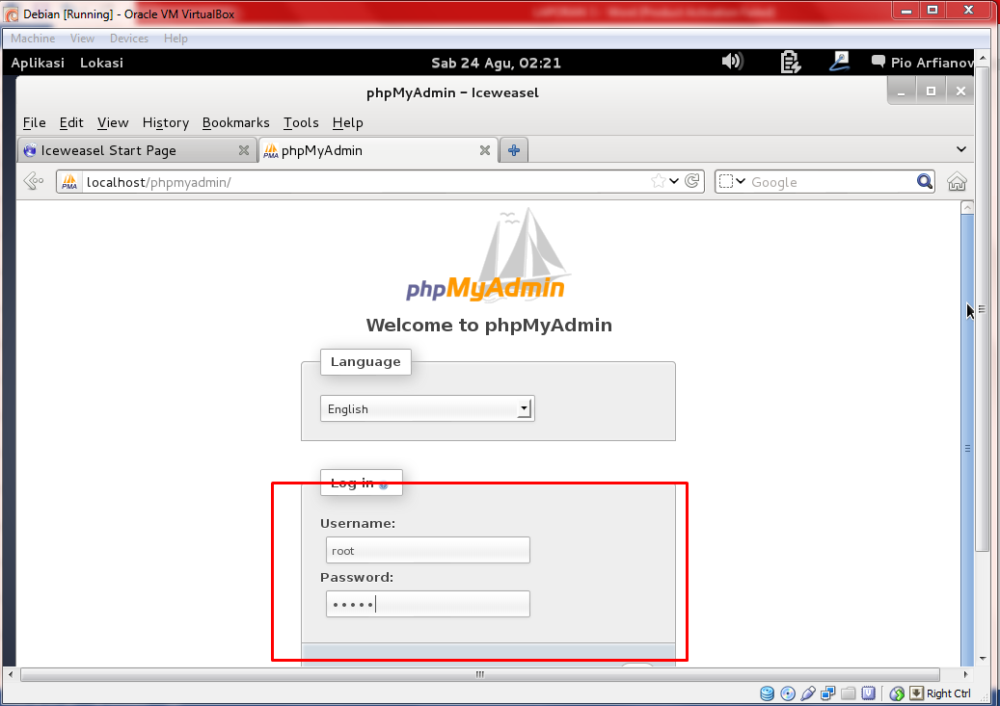 Debian [Running] - Oracle VM VirtualBox
Machine View Devices Help
Aplikasi Lokasi Sab 24 Agu, 02:21 Pio Arfianov
phpMyAdmin - Iceweasel
File Edit View History Bookmarks Tools Help
Iceweasel Start Page phpMyAdmin
localhost/phpmyadmin/ Google
phpMyAdmin
Welcome to phpMyAdmin
Language
English
Log in
Username:
root
Password:
•••••
Right Ctrl